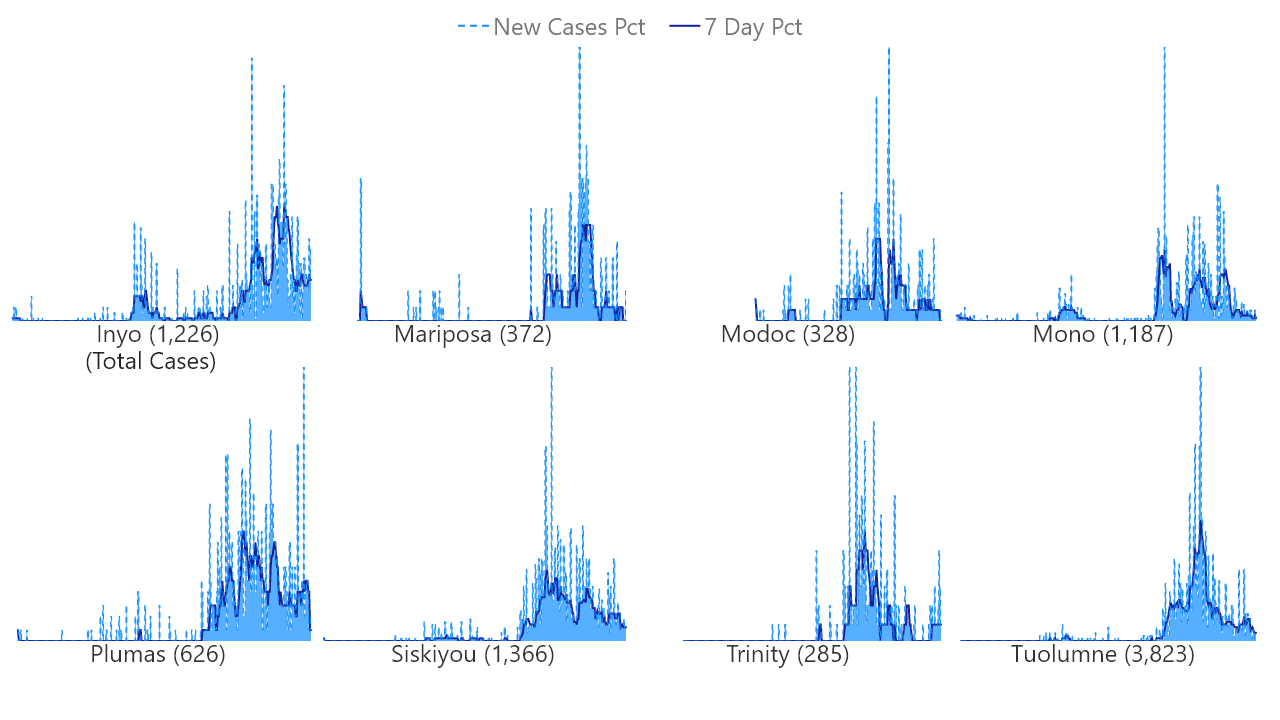 New Cases Pct 7 Day Pct
Inyo (1,226) Mariposa (372) Modoc (328) Mono (1,187)
(Total Cases)
Plumas (626) Siskiyou (1,366) Trinity (285) Tuolumne (3,823)